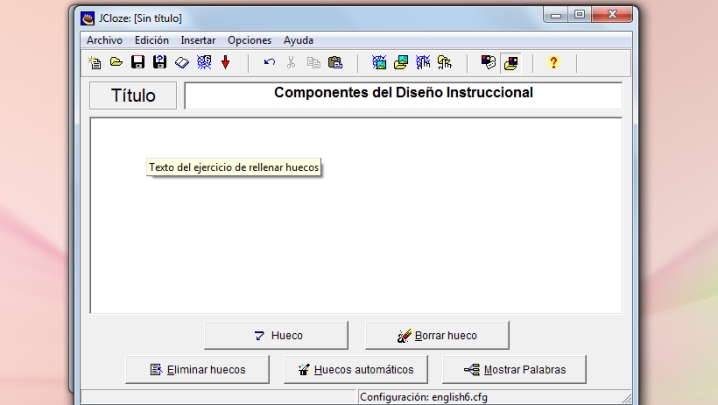 JCloze: [Sin título]
Archivo Edición Insertar Opciones Ayuda
Título
Componentes del Diseño Instruccional
Texto del ejercicio de rellenar huecos
Hueco
Borrar hueco
Eliminar huecos
Huecos automáticos
Mostrar Palabras
Configuración: english6.cfg